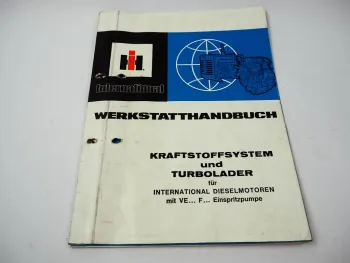 IH
International
WERKSTATTHANDBUCH
KRAFTSTOFFSYSTEM
und
TURBOLADER
für
INTERNATIONAL DIESELMOTOREN
mit VE... F... Einspritzpumpe